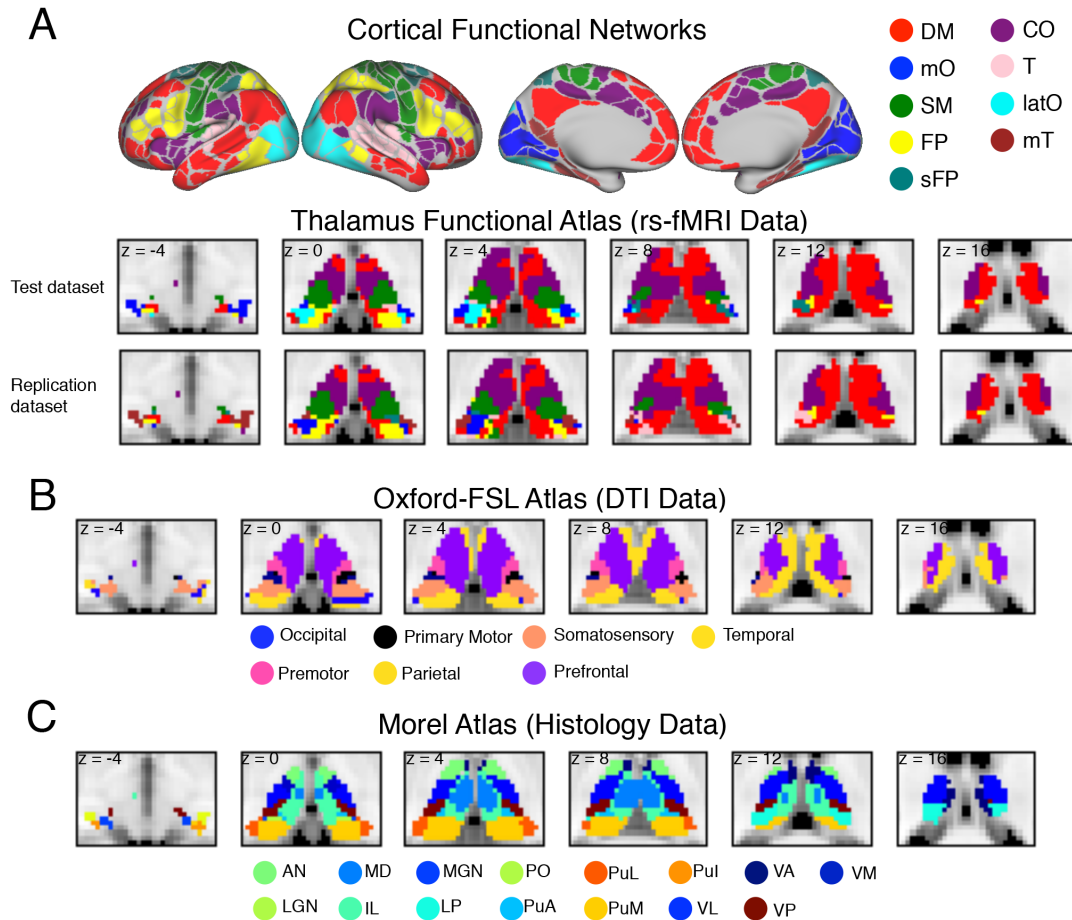 A
Cortical Functional Networks
DM CO
mO T
SM latO
FP mT
sFP
Thalamus Functional Atlas (rs-fMRI Data)
Test dataset
z = -4 z = 0 z = 4 z = 8 z = 12 z = 16
Replication
dataset
B
Oxford-FSL Atlas (DTI Data)
z = -4 z = 0 z = 4 z = 8 z = 12 z = 16
Occipital Primary Motor Somatosensory Temporal
Premotor Parietal Prefrontal
C
Morel Atlas (Histology Data)
z = -4 z = 0 z = 4 z = 8 z = 12 z = 16
AN MD MGN PO PuL PuI VA VM
LGN IL LP PuA PuM VL VP